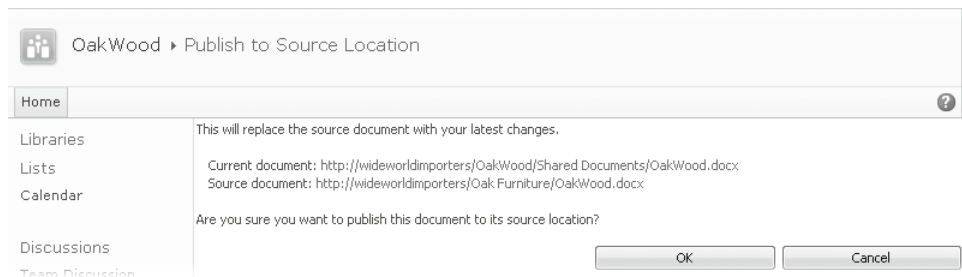 OakWood ▸ Publish to Source Location
Home
Libraries
Lists
Calendar
Discussions
Team Discussion
This will replace the source document with your latest changes.
Current document: http://wideworldimporters/OakWood/Shared Documents/OakWood.docx
Source document: http://wideworldimporters/Oak Furniture/OakWood.docx
Are you sure you want to publish this document to its source location?
OK
Cancel